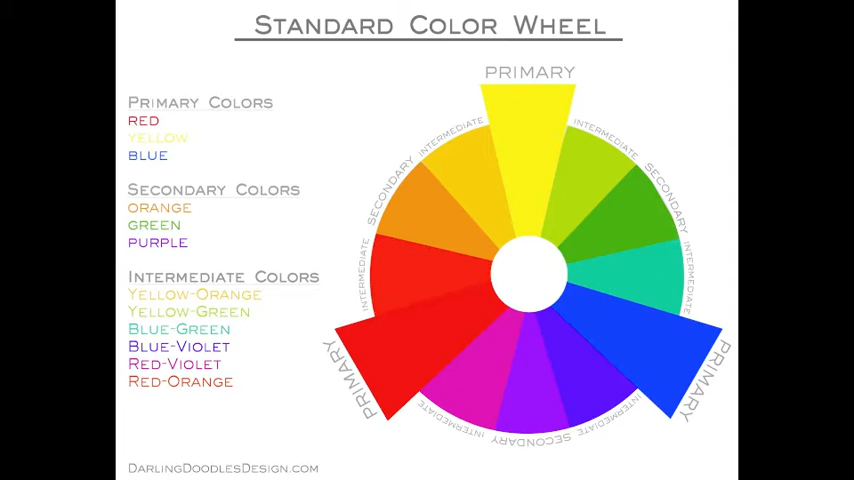 STANDARD COLOR WHEEL
PRIMARY
PRIMARY COLORS
RED
YELLOW
BLUE
SECONDARY COLORS
ORANGE
GREEN
PURPLE
INTERMEDIATE COLORS
YELLOW-ORANGE
YELLOW-GREEN
BLUE-GREEN
BLUE-VIOLET
RED-VIOLET
RED-ORANGE
INTERMEDIATE
SECONDARY
INTERMEDIATE
PRIMARY
INTERMEDIATE
SECONDARY
INTERMEDIATE
PRIMARY
INTERMEDIATE
SECONDARY
INTERMEDIATE
DARLINGDOODLESDESIGN.COM